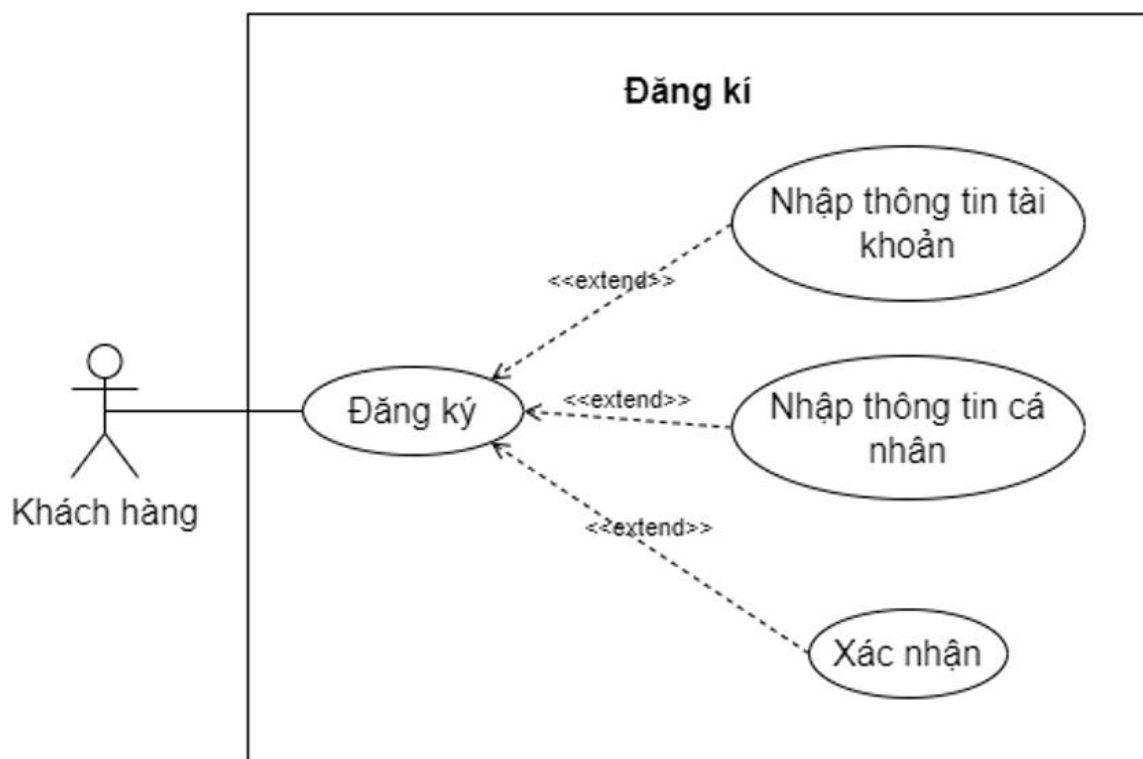 Đăng kí
Nhập thông tin tài
khoản
<<extend>>
Đăng ký
<<extend>>
Nhập thông tin cá
nhân
Khách hàng
<<extend>>
Xác nhận